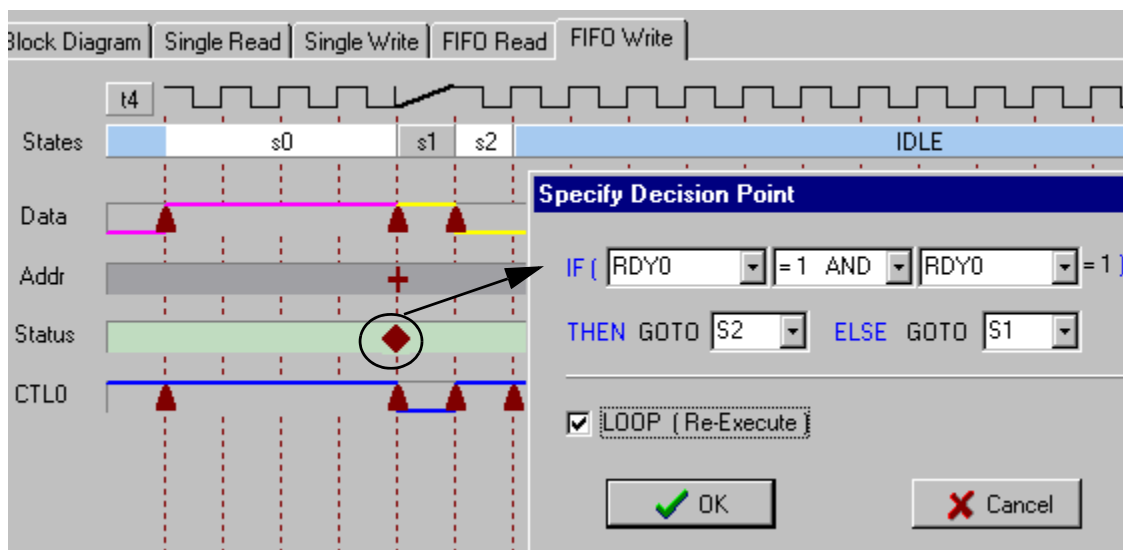 Block Diagram Single Read Single Write FIFO Read FIFO Write
t4
States s0 s1 s2 IDLE
Specify Decision Point
Data
IF ( RDY0 = 1 AND RDY0 = 1 )
Addr
THEN GOTO S2 ELSE GOTO S1
Status
CTL0
LOOP ( Re-Execute )
OK Cancel